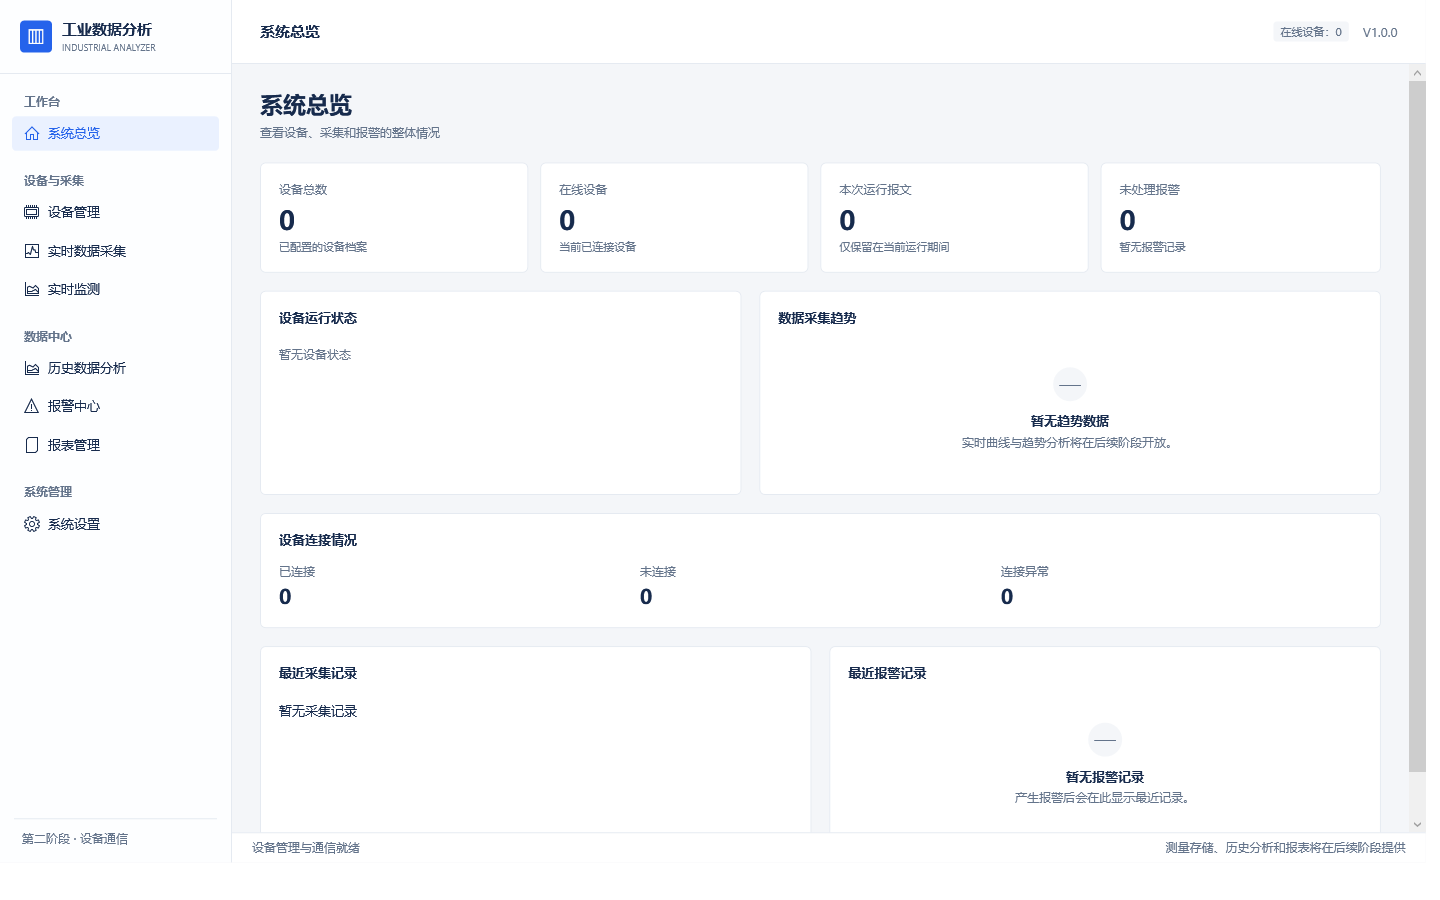 工业数据分析
INDUSTRIAL ANALYZER
工作台
系统总览
设备与采集
设备管理
实时数据采集
实时监测
数据中心
历史数据分析
报警中心
报表管理
系统管理
系统设置
第二阶段 · 设备通信
系统总览
在线设备：0
V1.0.0
系统总览
查看设备、采集和报警的整体情况
设备总数
0
已配置的设备档案
在线设备
0
当前已连接设备
本次运行报文
0
仅保留在当前运行期间
未处理报警
0
暂无报警记录
设备运行状态
暂无设备状态
数据采集趋势
暂无趋势数据
实时曲线与趋势分析将在后续阶段开放。
设备连接情况
已连接
0
未连接
0
连接异常
0
最近采集记录
暂无采集记录
最近报警记录
暂无报警记录
产生报警后会在此显示最近记录。
设备管理与通信就绪
测量存储、历史分析和报表将在后续阶段提供